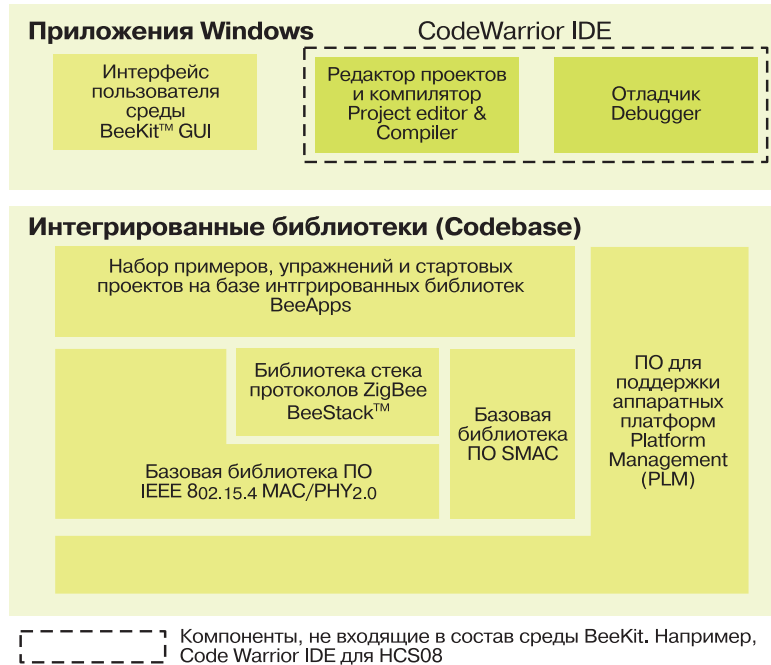 Приложения Windows
CodeWarrior IDE
Интерфейс
пользователя
среды
BeeKit™ GUI
Редактор проектов
и компилятор
Project editor &
Compiler
Отладчик
Debugger
Интегрированные библиотеки (Codebase)
Набор примеров, упражнений и стартовых
проектов на базе интгрированных библиотек
BeeApps
Библиотека стека
протоколов ZigBee
BeeStack™
Базовая библиотека ПО
IEEE 802.15.4 MAC/PHY2.0
Базовая
библиотека
ПО SMAC
ПО для
поддержки
аппаратных
платформ
Platform
Management
(PLM)
Компоненты, не входящие в состав среды BeeKit. Например,
Code Warrior IDE для HCS08